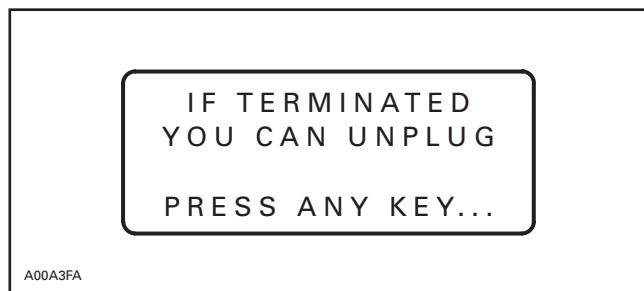 IF TERMINATED
YOU CAN UNPLUG
PRESS ANY KEY...
A00A3FA